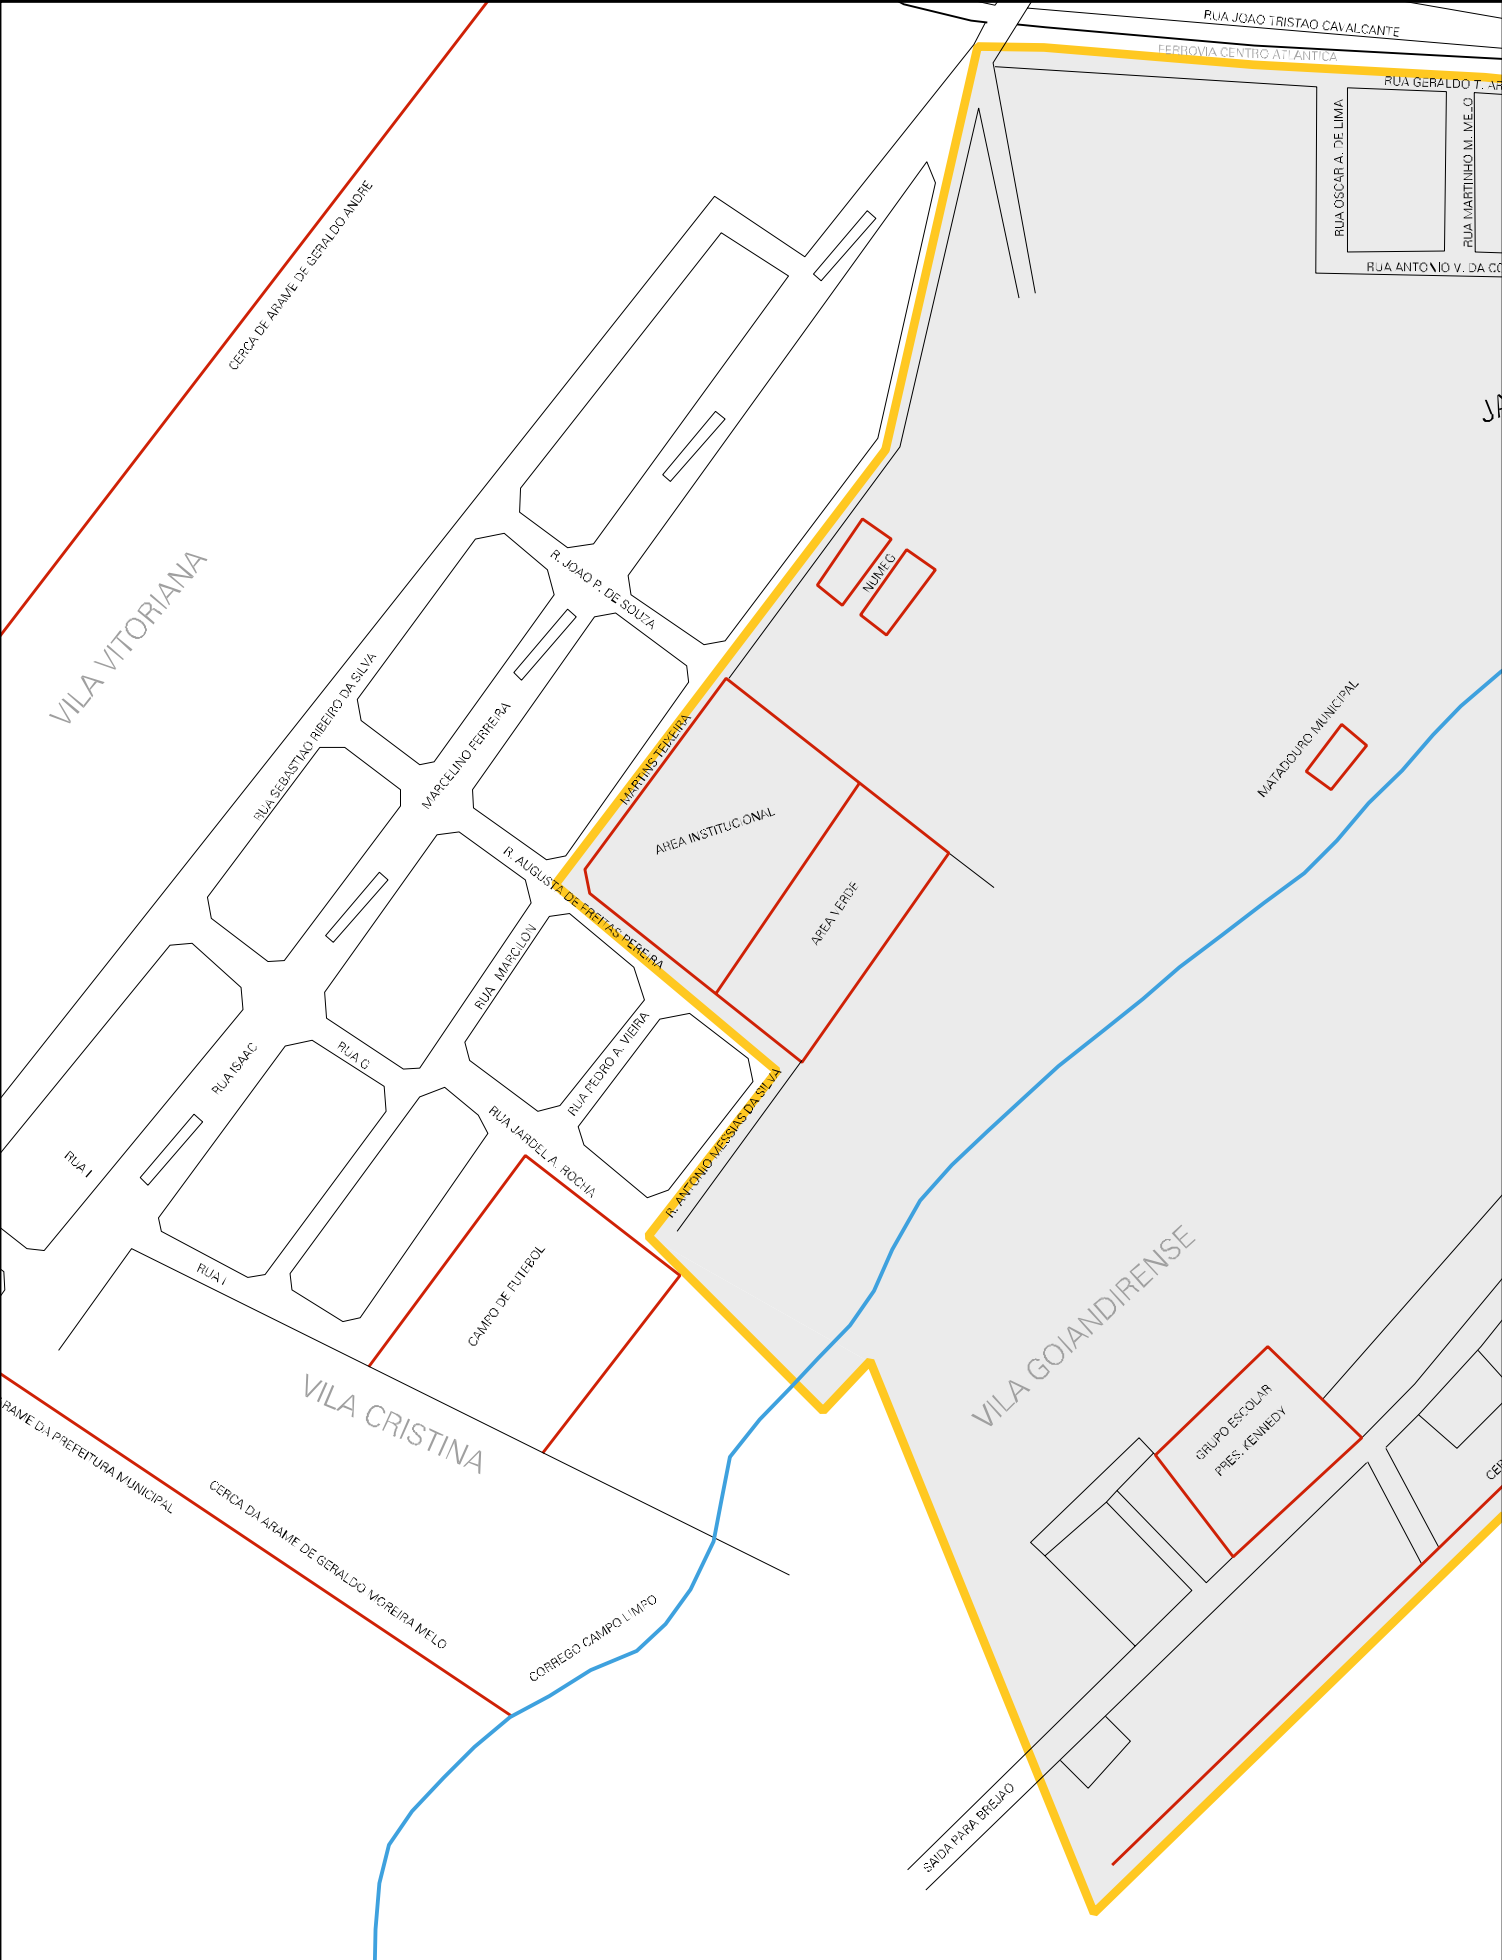 RUA JOAO TRISTAO CAVALCANTE
FERROVIA CENTRO ATLANTICA
RUA GERALDO T. AR
RUA OSCAR A. DE LIMA
RUA MARTINHO M. MELO
RUA ANTONIO V. DA CO
CERCA DE ARAME DE GERALDO ANDRE
JA
VILA VITORIANA
R. JOAO P. DE SOUZA
NUMEG
RUA SEBASTIAO RIBEIRO DA SILVA
MARCELINO FERREIRA
MARTINS TEIXEIRA
MATADOURO MUNICIPAL
AREA INSTITUCIONAL
AREA VERDE
R. AUGUSTA DE FREITAS PEREIRA
RUA MARCILON
RUA ISAAC
RUA G
RUA PEDRO A. VIEIRA
R. ANTONIO MESSIAS DA SILVA
RUA JARDEL A. ROCHA
RUA I
RUA I
CAMPO DE FUTEBOL
VILA GOIANDIRENSE
VILA CRISTINA
GRUPO ESCOLAR
PRES. KENNEDY
CER
ARAME DA PREFEITURA MUNICIPAL
CERCA DA ARAME DE GERALDO MOREIRA MELO
CORREGO CAMPO LIMPO
SAIDA PARA BREJAO